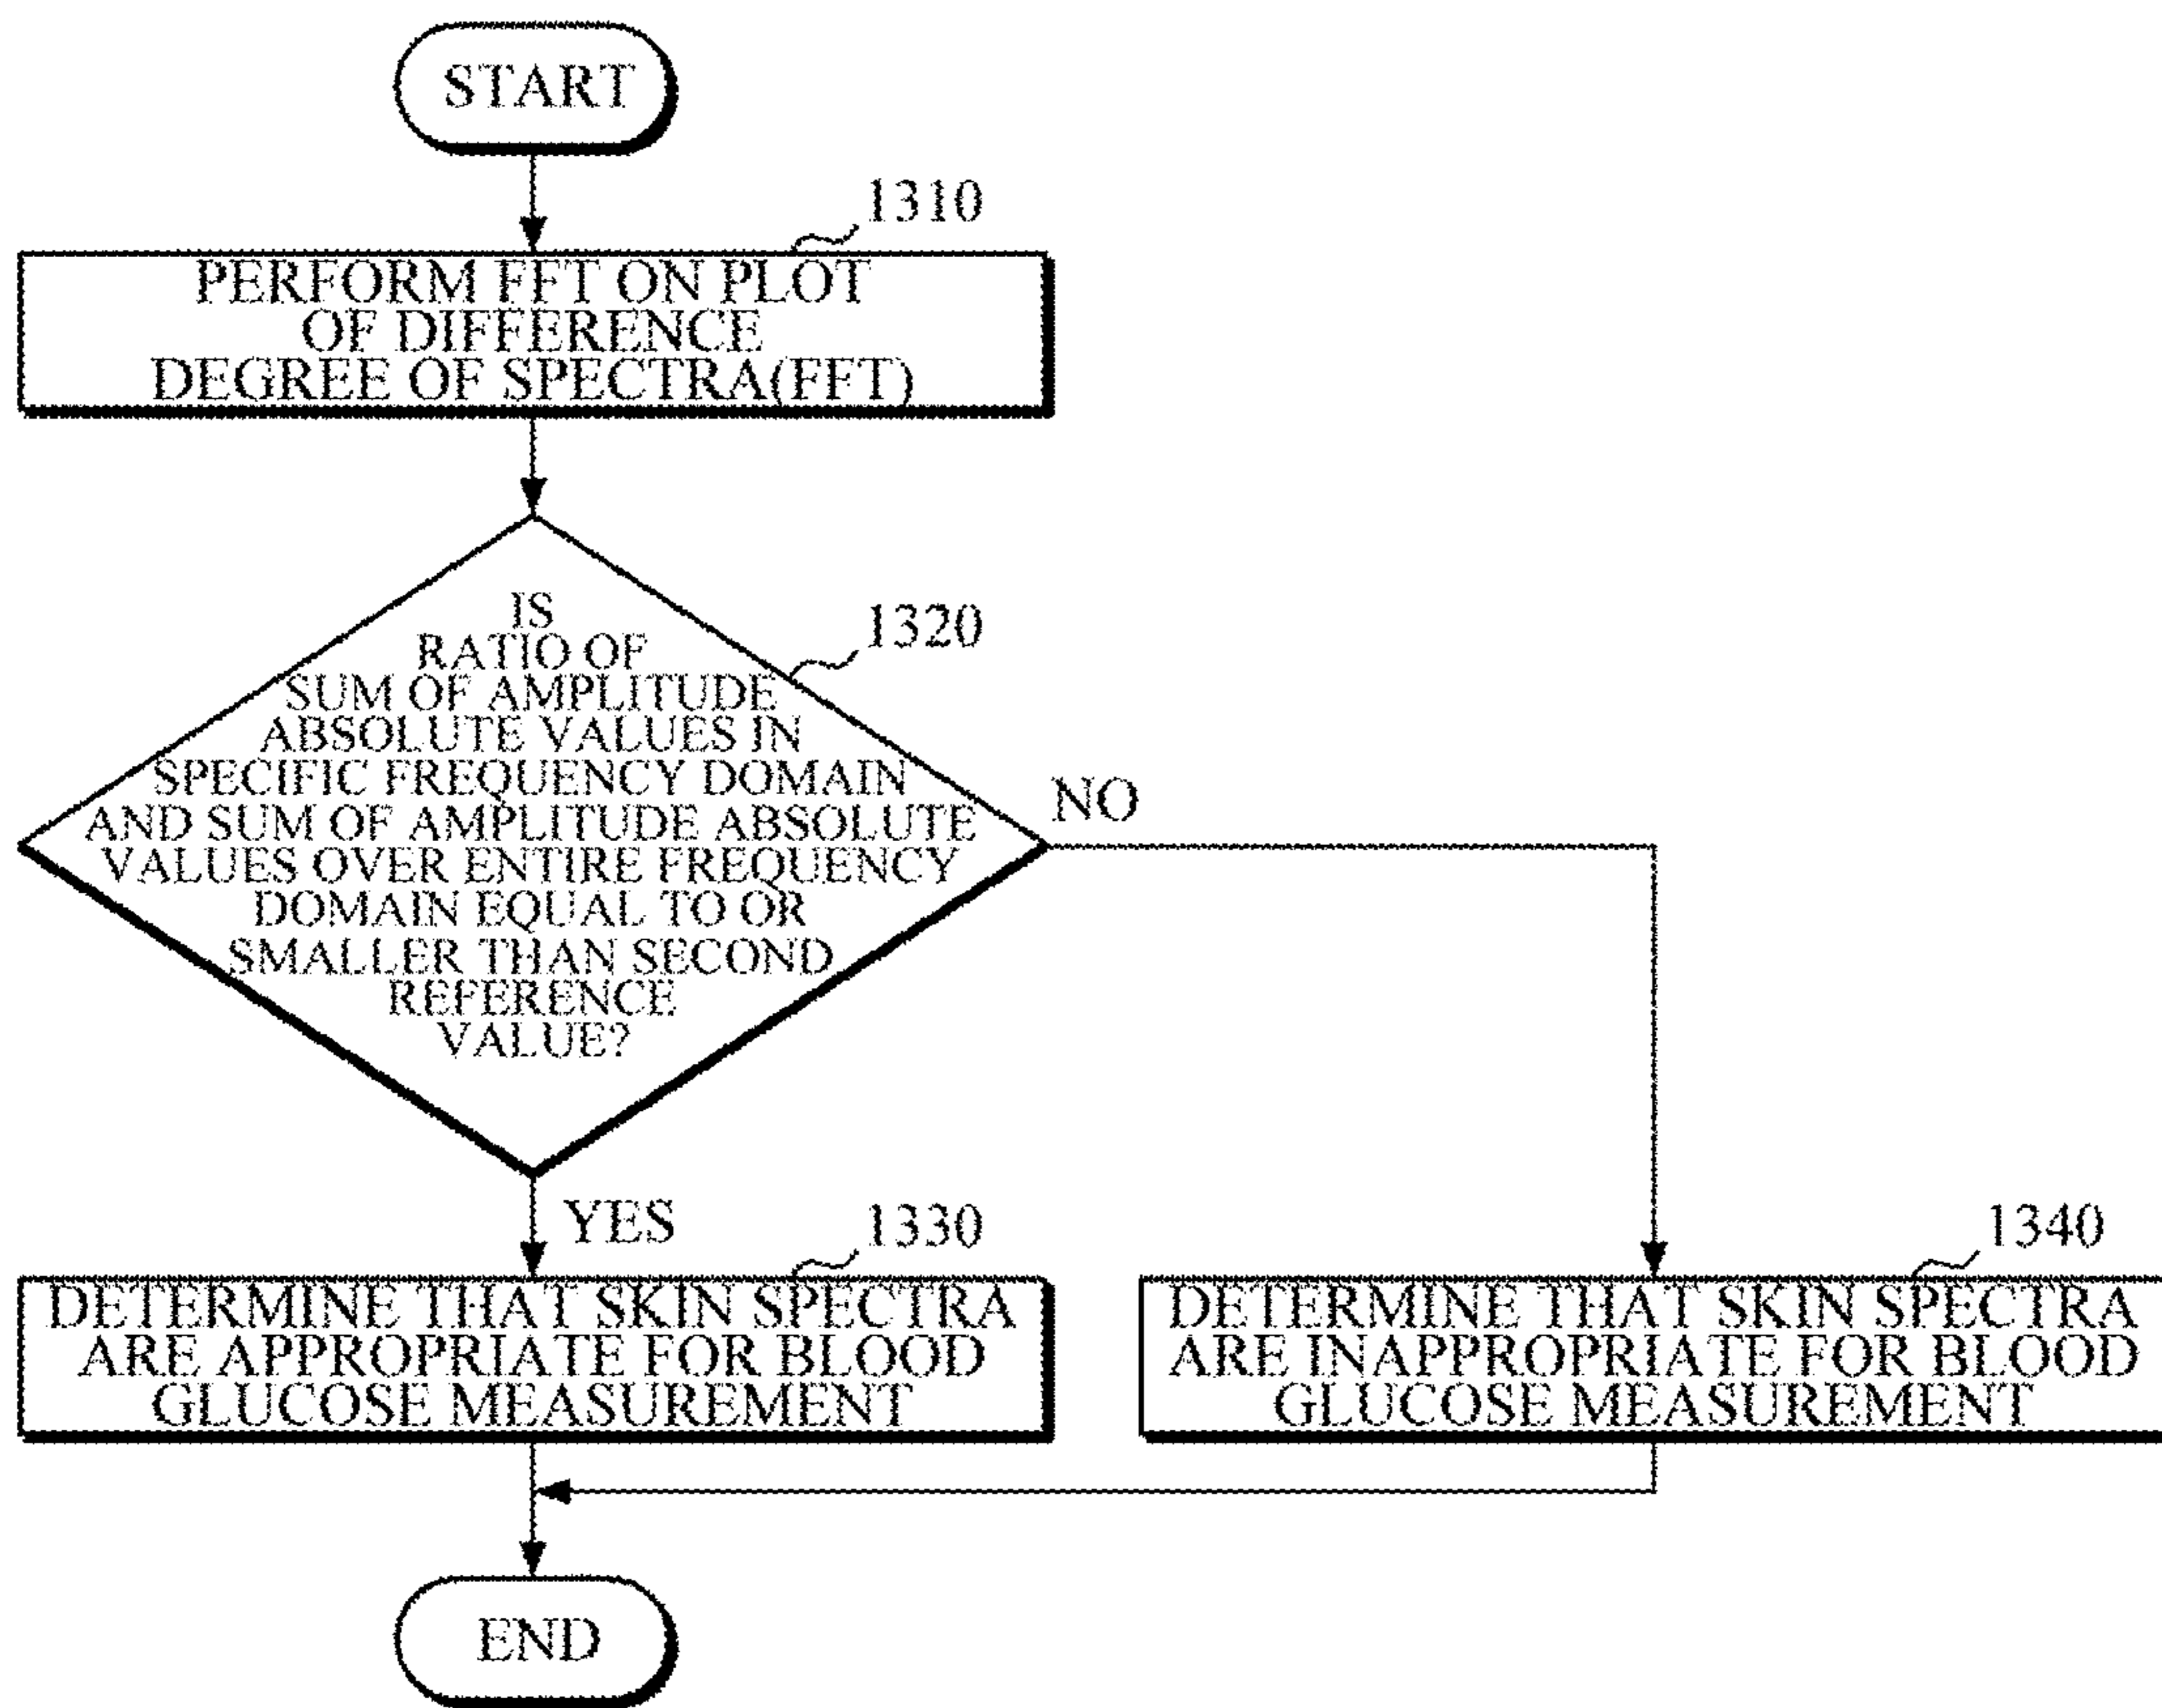 START
1310
PERFORM FFT ON PLOT
OF DIFFERENCE
DEGREE OF SPECTRA(FFT)
1320
IS
RATIO OF
SUM OF AMPLITUDE
ABSOLUTE VALUES IN
SPECIFIC FREQUENCY DOMAIN
AND SUM OF AMPLITUDE ABSOLUTE
VALUES OVER ENTIRE FREQUENCY
DOMAIN EQUAL TO OR
SMALLER THAN SECOND
REFERENCE
VALUE?
NO
YES
1330
DETERMINE THAT SKIN SPECTRA
ARE APPROPRIATE FOR BLOOD
GLUCOSE MEASUREMENT
1340
DETERMINE THAT SKIN SPECTRA
ARE INAPPROPRIATE FOR BLOOD
GLUCOSE MEASUREMENT
END